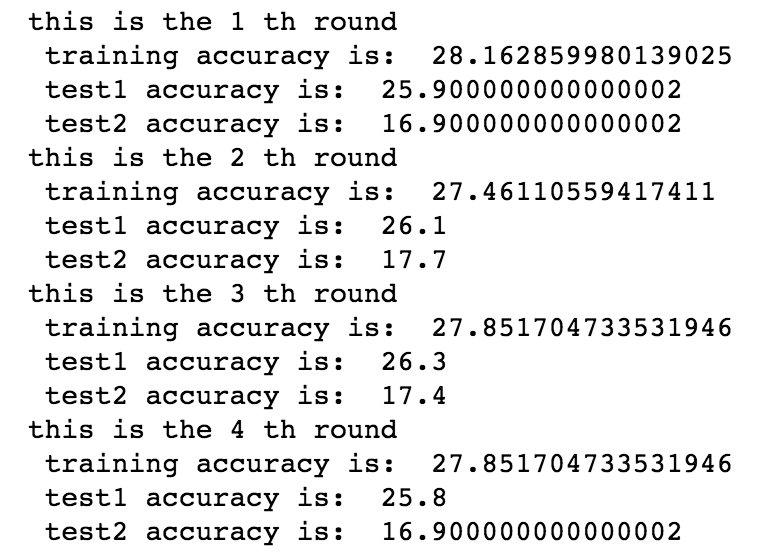 this is the 1 th round
training accuracy is:  28.162859980139025
test1 accuracy is:  25.900000000000002
test2 accuracy is:  16.900000000000002
this is the 2 th round
training accuracy is:  27.46110559417411
test1 accuracy is:  26.1
test2 accuracy is:  17.7
this is the 3 th round
training accuracy is:  27.851704733531946
test1 accuracy is:  26.3
test2 accuracy is:  17.4
this is the 4 th round
training accuracy is:  27.851704733531946
test1 accuracy is:  25.8
test2 accuracy is:  16.900000000000002